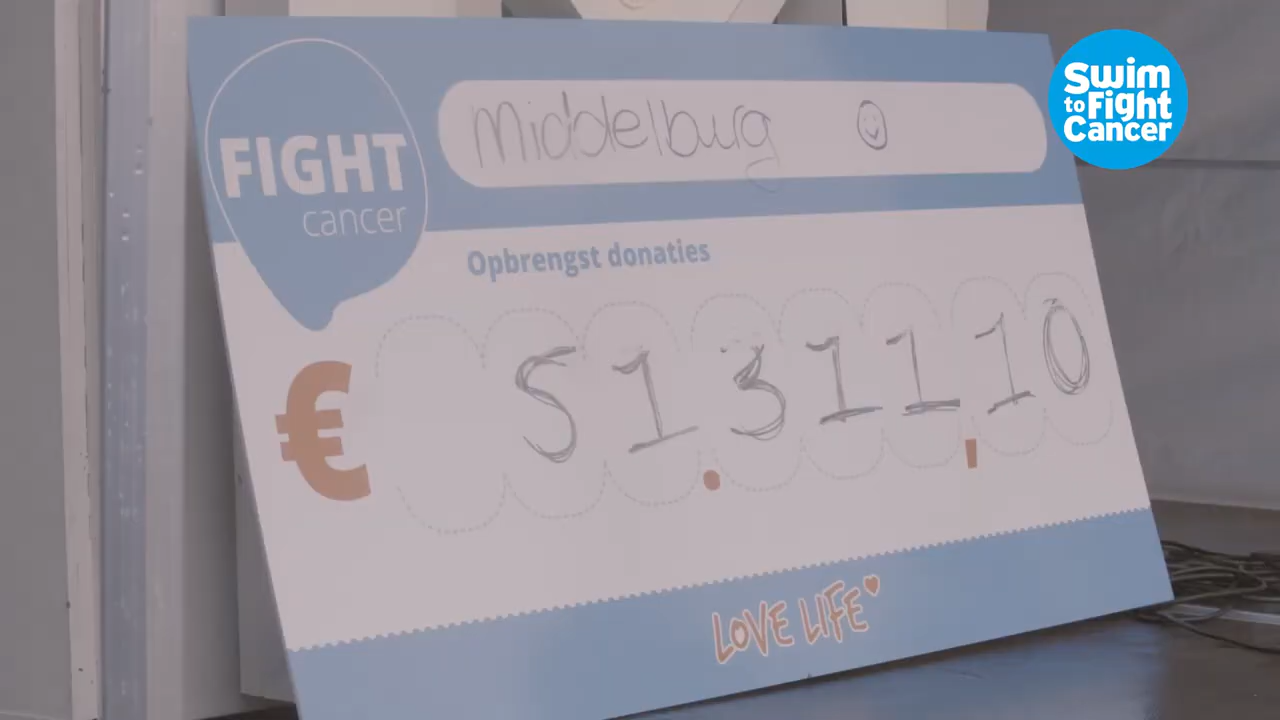 Middelburg ☺
FIGHT
cancer
Opbrengst donaties
€ 51.311,10
LOVE LIFE
Swim
to Fight
Cancer